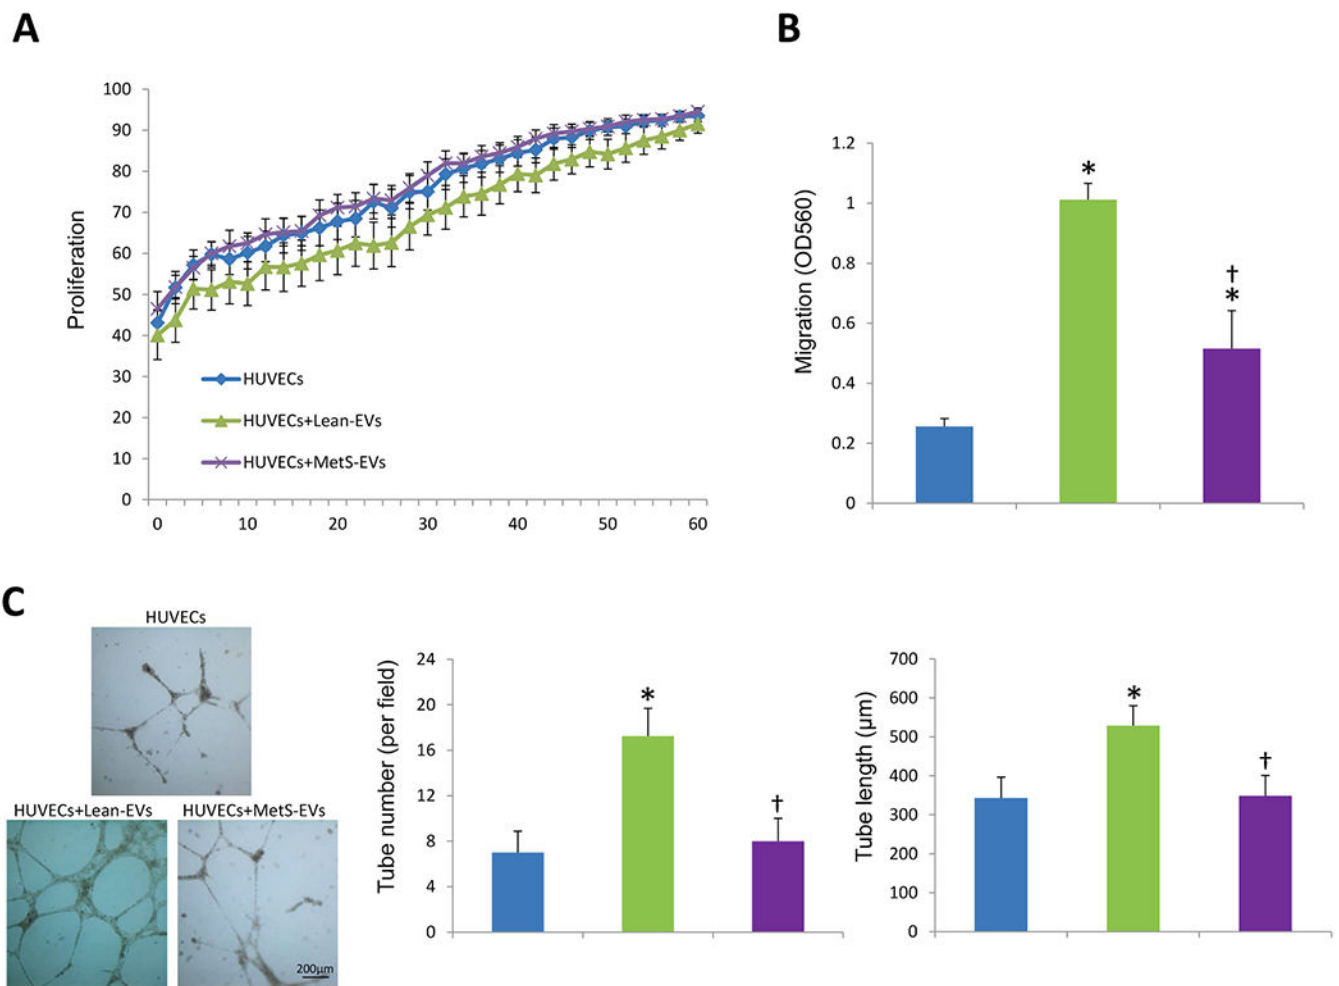 A
100
90
80
70
60
50
40
30
20
10
0
Proliferation
HUVECs
HUVECs+Lean-EVs
HUVECs+MetS-EVs
0 10 20 30 40 50 60
B
1.2
1
0.8
0.6
0.4
0.2
0
Migration (OD560)
*
†
*
C
HUVECs
HUVECs+Lean-EVs
HUVECs+MetS-EVs
200μm
24
20
16
12
8
4
0
Tube number (per field)
*
†
700
600
500
400
300
200
100
0
Tube length (μm)
*
†